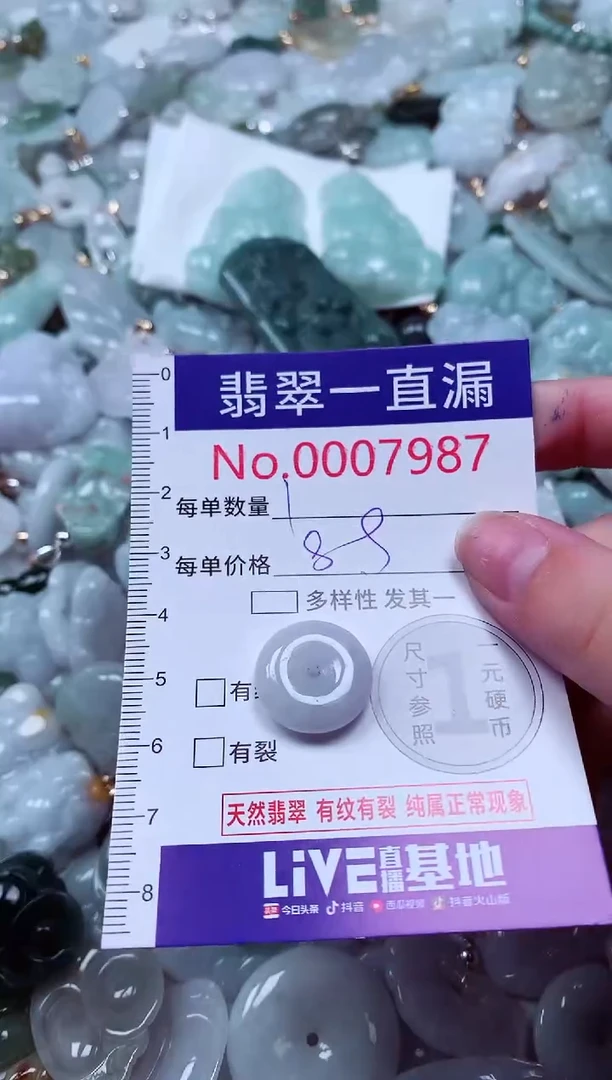 翡翠一直漏
No.0007987
每单数量 1
每单价格 88
多样性 发其一
尺寸参照 1 一元硬币
有
有裂
天然翡翠 有纹有裂 纯属正常现象
LiVE直播基地
今日头条 抖音 西瓜视频 抖音火山版
0
1
2
3
4
5
6
7
8